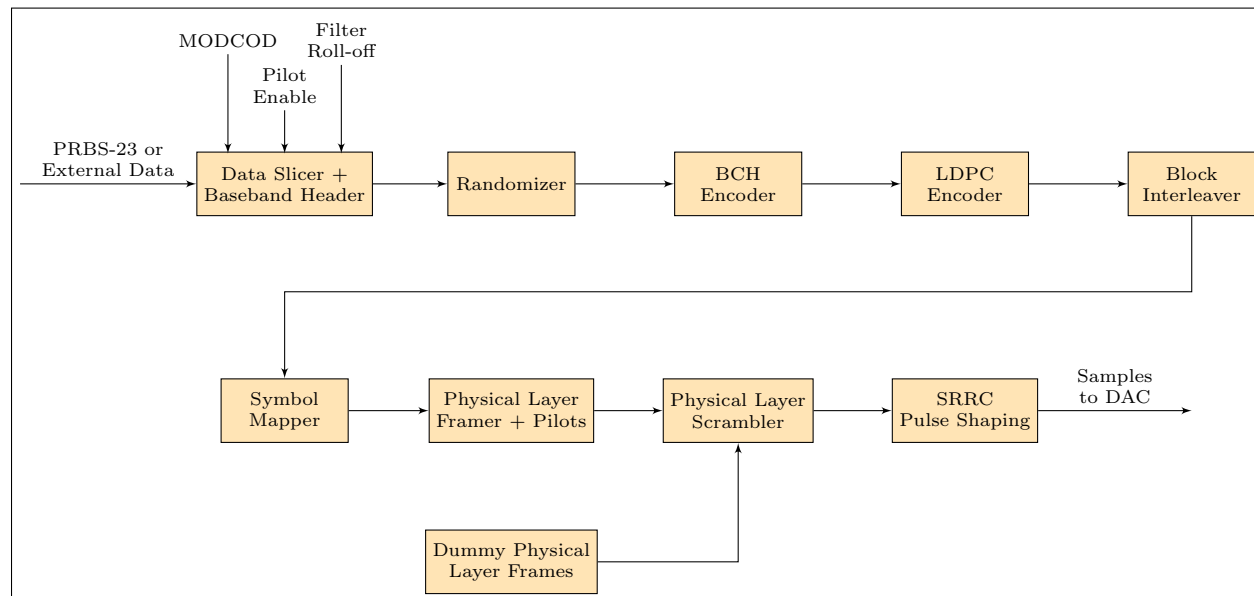 MODCOD
Filter
Roll-off
Pilot
Enable
PRBS-23 or
External Data
Data Slicer +
Baseband Header
Randomizer
BCH
Encoder
LDPC
Encoder
Block
Interleaver
Symbol
Mapper
Physical Layer
Framer + Pilots
Physical Layer
Scrambler
SRRC
Pulse Shaping
Samples
to DAC
Dummy Physical
Layer Frames